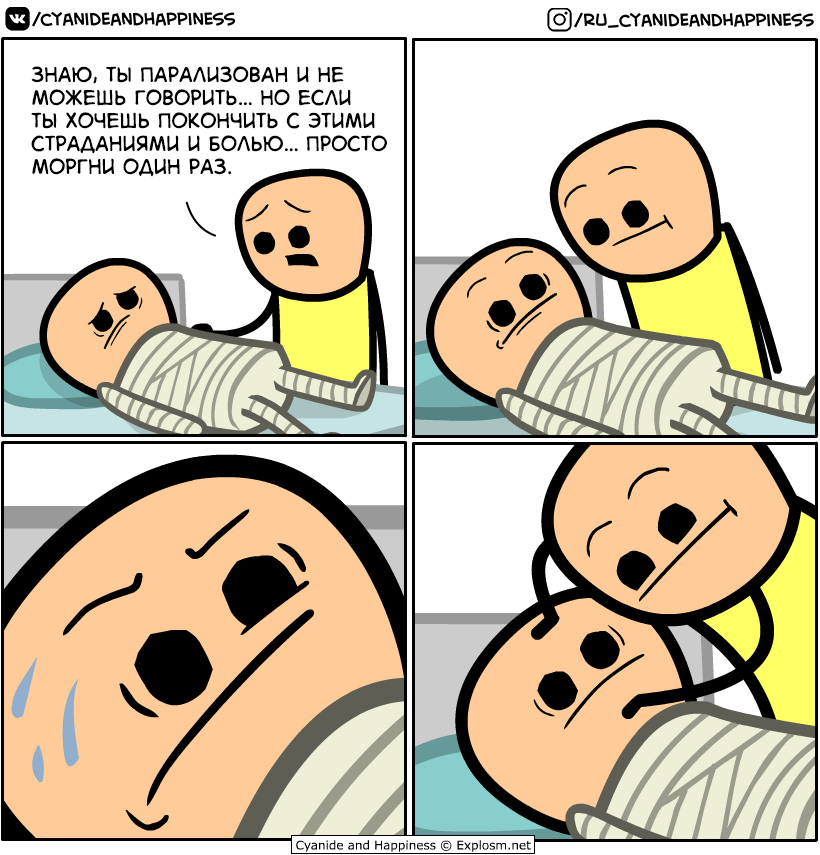 /CYANIDEANDHAPPINESS
/RU_CYANIDEANDHAPPINESS
ЗНАЮ, ТЫ ПАРАЛИЗОВАН И НЕ
МОЖЕШЬ ГОВОРИТЬ... НО ЕСЛИ
ТЫ ХОЧЕШЬ ПОКОНЧИТЬ С ЭТИМИ
СТРАДАНИЯМИ И БОЛЬЮ... ПРОСТО
МОРГНИ ОДИН РАЗ.
Cyanide and Happiness © Explosm.net